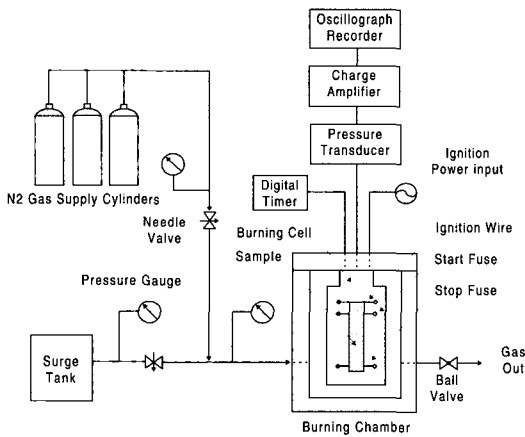 Oscillograph
Recorder
Charge
Amplifier
Pressure
Transducer
Ignition
Power input
Digital
Timer
N2 Gas Supply Cylinders
Needle
Valve
Burning Cell
Sample
Ignition Wire
Start Fuse
Stop Fuse
Pressure Gauge
Surge
Tank
Gas
Out
Ball
Valve
Burning Chamber